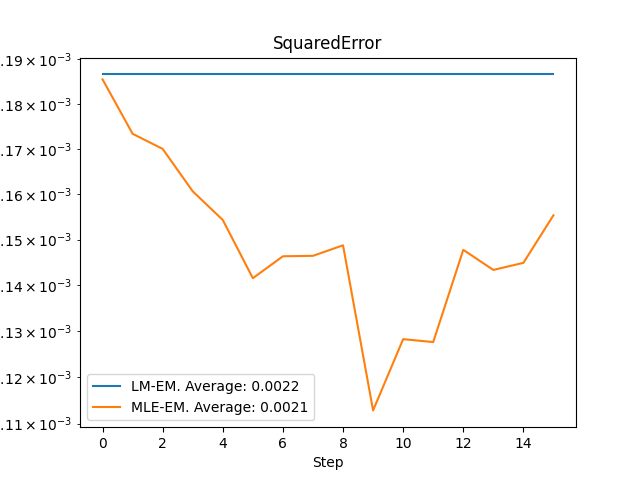 SquaredError
.19 × 10⁻³
.18 × 10⁻³
.17 × 10⁻³
.16 × 10⁻³
.15 × 10⁻³
.14 × 10⁻³
.13 × 10⁻³
.12 × 10⁻³
.11 × 10⁻³
LM-EM. Average: 0.0022
MLE-EM. Average: 0.0021
0 2 4 6 8 10 12 14
Step